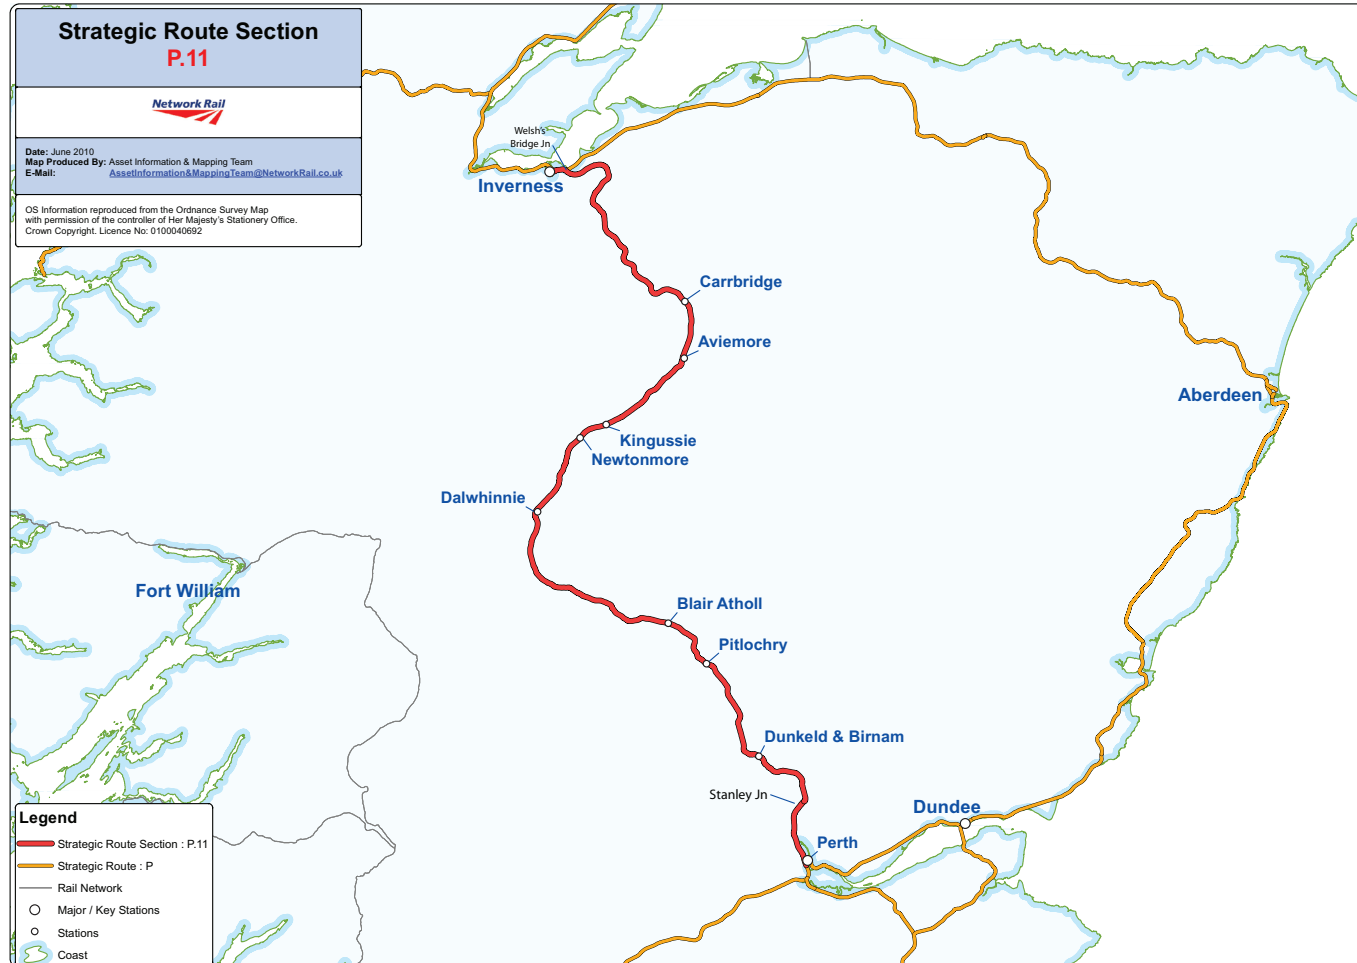 Strategic Route Section
P.11
Network Rail
Date: June 2010
Map Produced By: Asset Information & Mapping Team
E-Mail: AssetInformation&MappingTeam@NetworkRail.co.uk
OS Information reproduced from the Ordnance Survey Map
with permission of the controller of Her Majesty's Stationery Office.
Crown Copyright. Licence No: 0100040692
Welsh's
Bridge Jn
Inverness
Carrbridge
Aviemore
Aberdeen
Kingussie
Newtonmore
Dalwhinnie
Fort William
Blair Atholl
Pitlochry
Dunkeld & Birnam
Stanley Jn
Dundee
Perth
Legend
Strategic Route Section : P.11
Strategic Route : P
Rail Network
Major / Key Stations
Stations
Coast